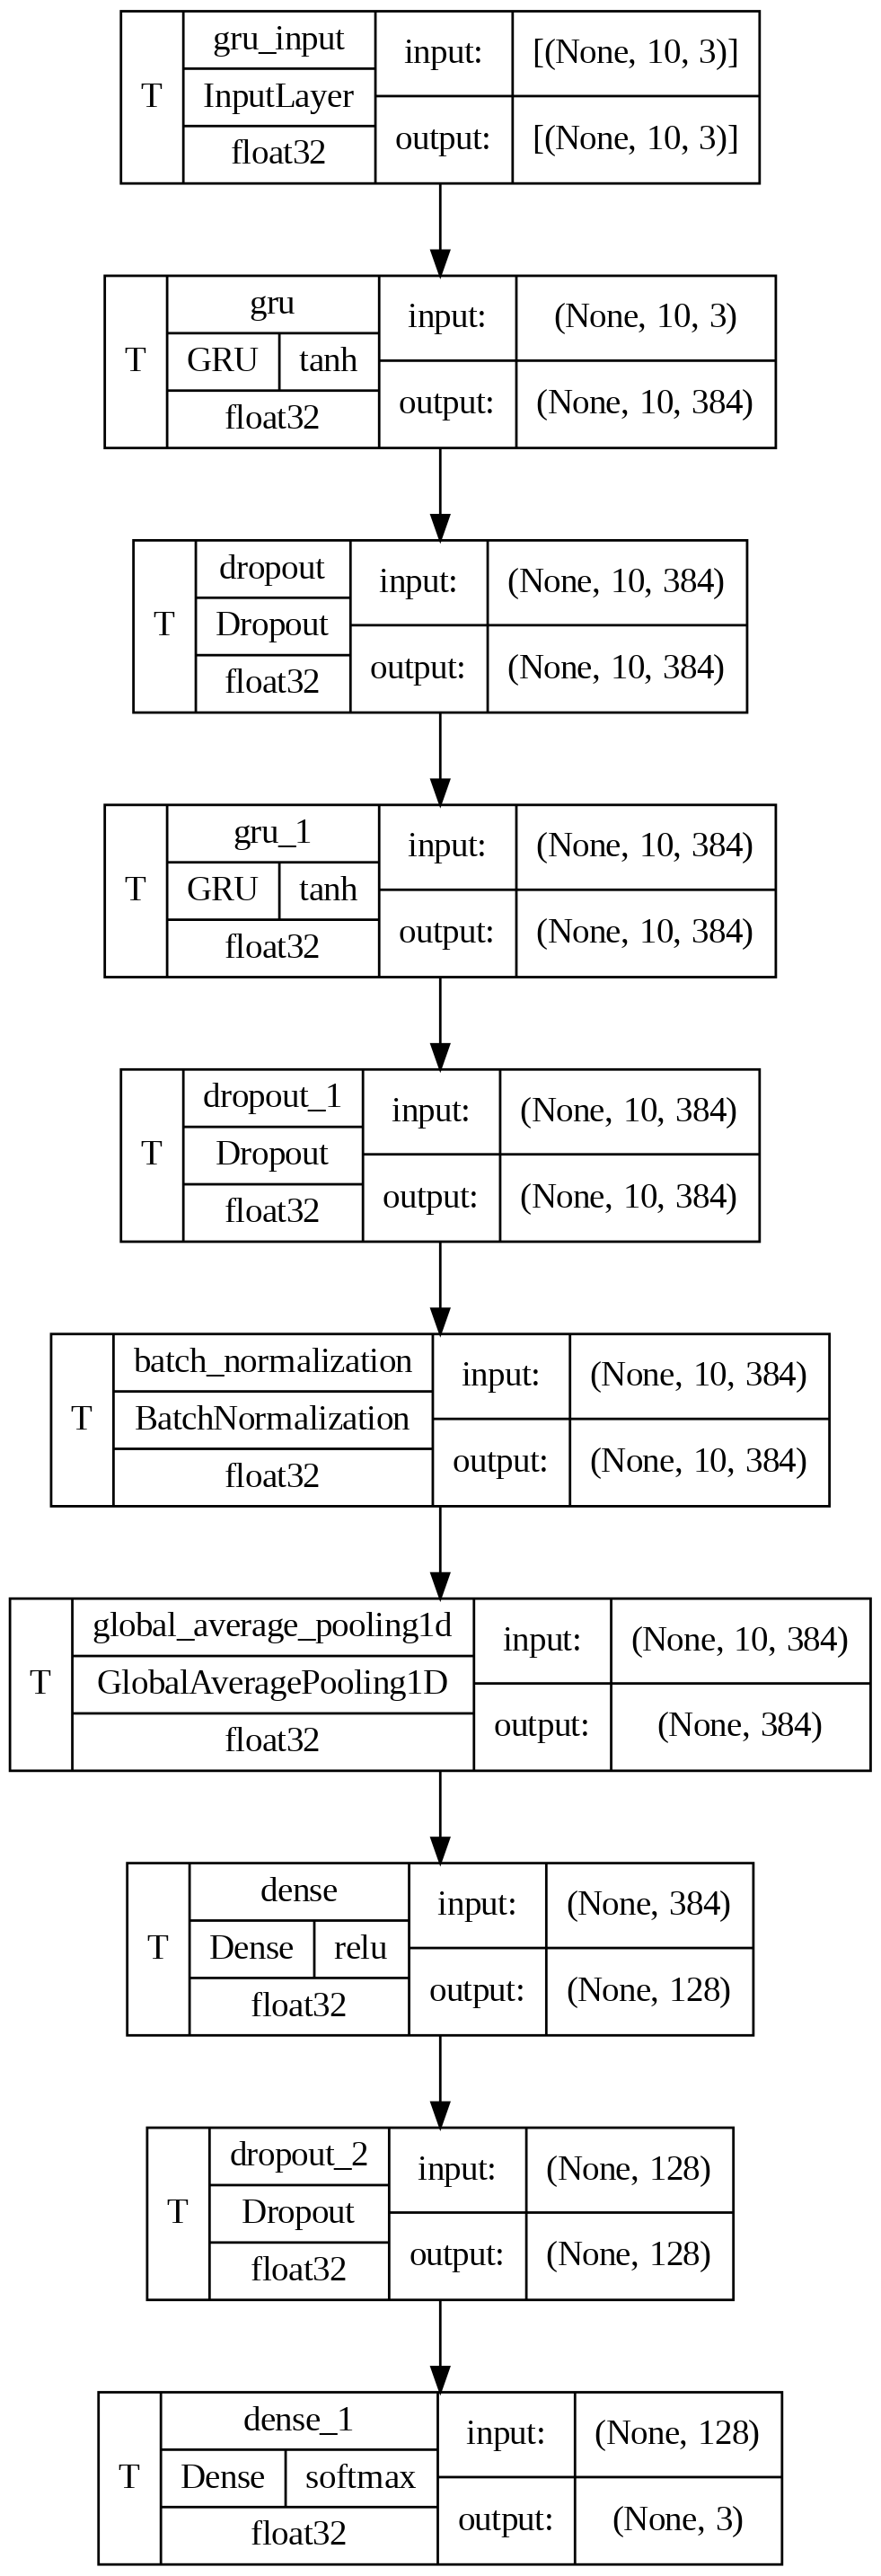 T
gru_input
InputLayer
float32
input:
[(None, 10, 3)]
output:
[(None, 10, 3)]
T
gru
GRU
tanh
float32
input:
(None, 10, 3)
output:
(None, 10, 384)
T
dropout
Dropout
float32
input:
(None, 10, 384)
output:
(None, 10, 384)
T
gru_1
GRU
tanh
float32
input:
(None, 10, 384)
output:
(None, 10, 384)
T
dropout_1
Dropout
float32
input:
(None, 10, 384)
output:
(None, 10, 384)
T
batch_normalization
BatchNormalization
float32
input:
(None, 10, 384)
output:
(None, 10, 384)
T
global_average_pooling1d
GlobalAveragePooling1D
float32
input:
(None, 10, 384)
output:
(None, 384)
T
dense
Dense
relu
float32
input:
(None, 384)
output:
(None, 128)
T
dropout_2
Dropout
float32
input:
(None, 128)
output:
(None, 128)
T
dense_1
Dense
softmax
float32
input:
(None, 128)
output:
(None, 3)